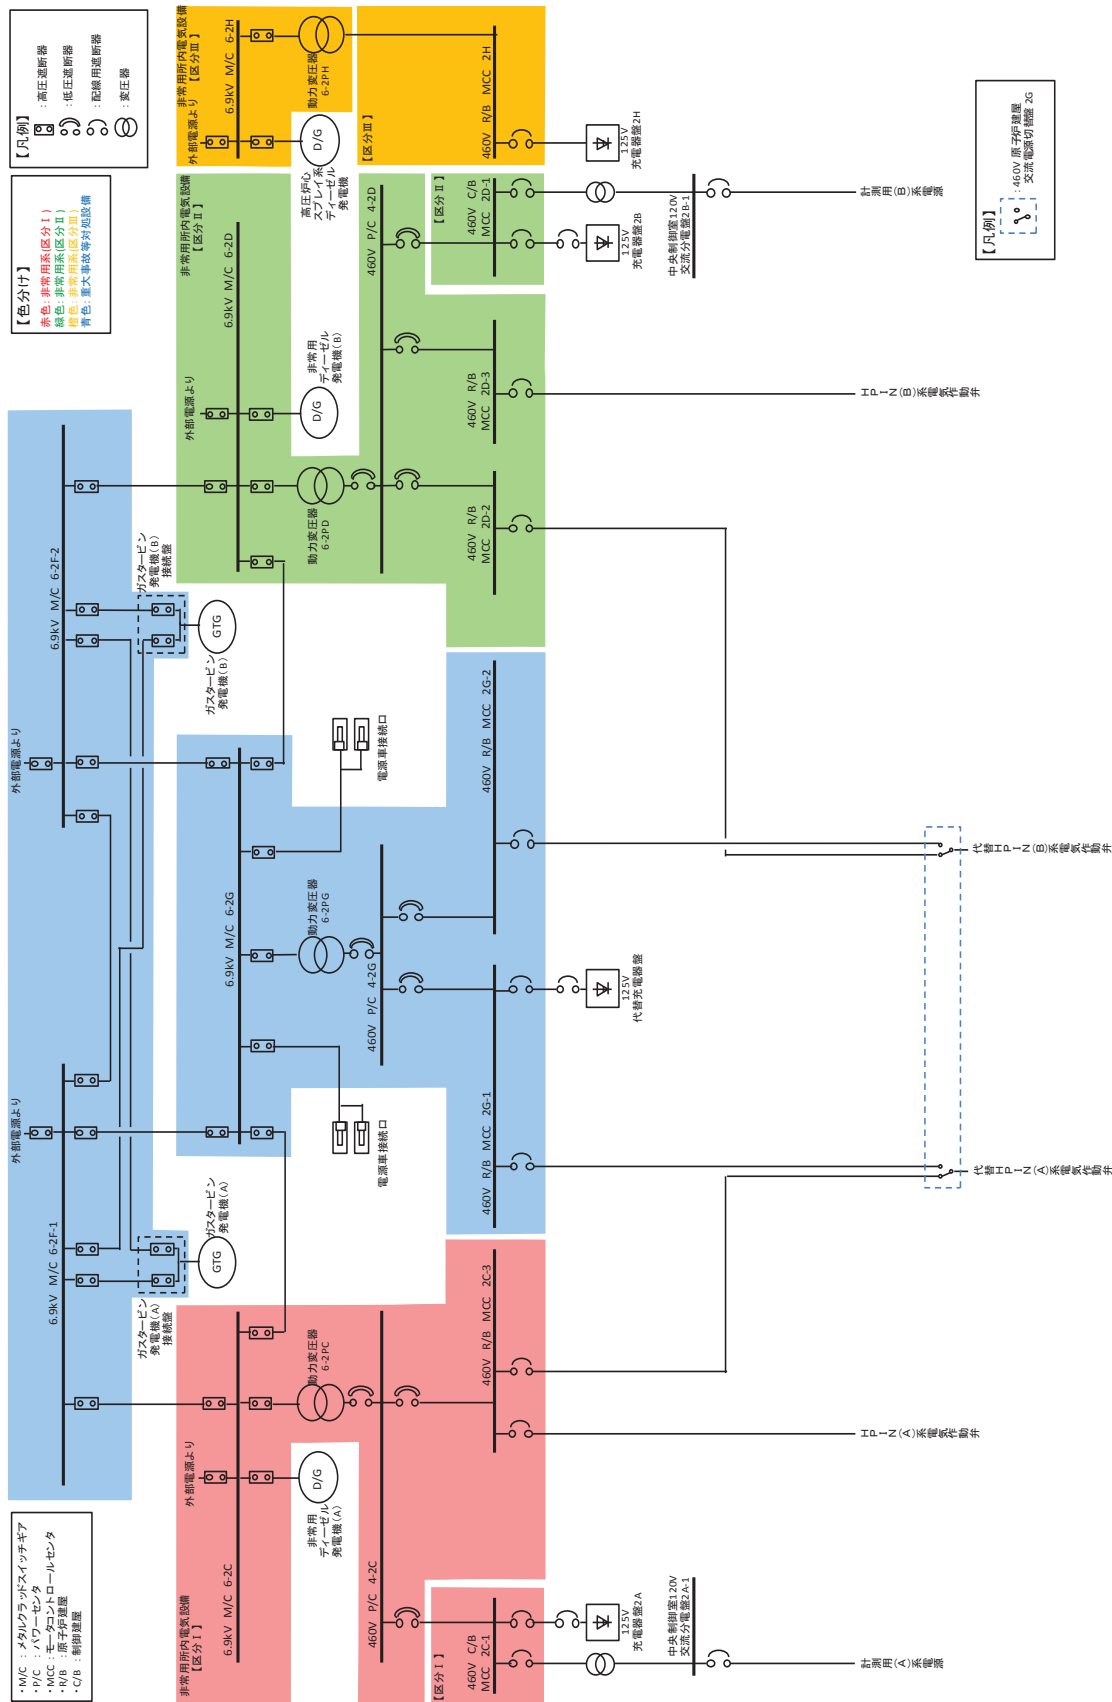 ・M/C ：メタルクラッドスイッチギア
・P/C ：パワーセンタ
・MCC ：モータコントロールセンタ
・R/B ：原子炉建屋
・C/B ：制御建屋
【色分け】
赤色：非常用系(区分Ⅰ)
緑色：非常用系(区分Ⅱ)
橙色：非常用系(区分Ⅲ)
青色：重大事故等対処設備
【凡例】
：高圧遮断器
：低圧遮断器
：配線用遮断器
：変圧器
外部電源より
6.9kV M/C 6-2F-1
外部電源より
6.9kV M/C 6-2F-2
ガスタービン
発電機(A)
接続盤
GTG
ガスタービン
発電機(A)
ガスタービン
発電機(B)
接続盤
GTG
ガスタービン
発電機(B)
非常用所内電気設備
【区分Ⅰ】
外部電源より
6.9kV M/C 6-2C
D/G
非常用
ディーゼル
発電機(A)
動力変圧器
6-2PC
460V P/C 4-2C
【区分Ⅰ】
460V C/B
MCC 2C-1
460V R/B MCC 2C-3
125V
充電器盤2A
中央制御室120V
交流分電盤2A-1
計測用(A)系電源
HPIN(A)系電気作動弁
6.9kV M/C 6-2G
電源車接続口
動力変圧器
6-2PG
電源車接続口
460V P/C 4-2G
460V R/B MCC 2G-1
460V R/B MCC 2G-2
125V
代替充電器盤
代替HPIN(A)系電気作動弁
代替HPIN(B)系電気作動弁
非常用所内電気設備
【区分Ⅱ】
外部電源より
6.9kV M/C 6-2D
動力変圧器
6-2PD
D/G
非常用
ディーゼル
発電機(B)
460V P/C 4-2D
【区分Ⅱ】
460V R/B
MCC 2D-2
460V R/B
MCC 2D-3
460V C/B
MCC 2D-1
125V
充電器盤2B
中央制御室120V
交流分電盤2B-1
HPIN(B)系電気作動弁
計測用(B)系電源
非常用所内電気設備
【区分Ⅲ】
外部電源より
6.9kV M/C 6-2H
D/G
高圧炉心
スプレイ系
ディーゼル
発電機
動力変圧器
6-2PH
【区分Ⅲ】
460V R/B MCC 2H
125V
充電器盤2H
【凡例】
：460V 原子炉建屋
交流電源切替盤 2G